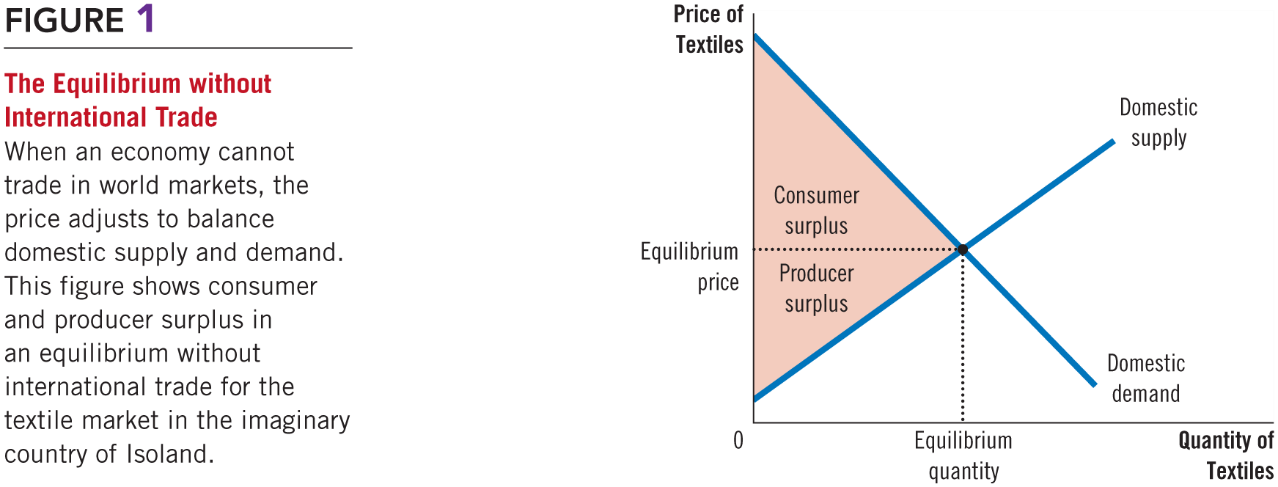 FIGURE 1
The Equilibrium without
International Trade
When an economy cannot
trade in world markets, the
price adjusts to balance
domestic supply and demand.
This figure shows consumer
and producer surplus in
an equilibrium without
international trade for the
textile market in the imaginary
country of Isoland.
Price of
Textiles
Domestic
supply
Consumer
surplus
Equilibrium
price
Producer
surplus
Domestic
demand
0
Equilibrium
quantity
Quantity of
Textiles